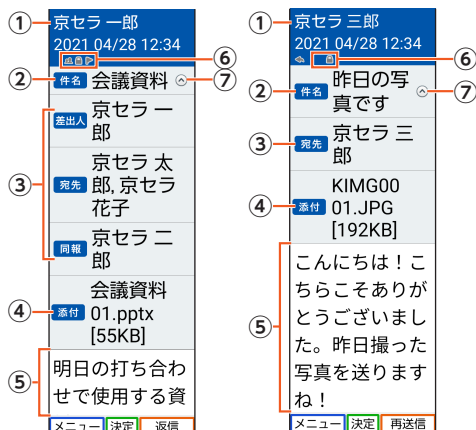 ① 京セラ 一郎
2021 04/28 12:34
⑥
② 件名 会議資料 ⑦
差出人 京セラ 一
郎
③ 宛先 京セラ 太
郎, 京セラ
花子
同報 京セラ 二
郎
④ 添付 会議資料
01.pptx
[55KB]
⑤ 明日の打ち合わ
せで使用する資
メニュー 決定 返信
① 京セラ 三郎
2021 04/28 12:34
⑥
② 件名 昨日の写
真です ⑦
③ 宛先 京セラ 三
郎
④ 添付 KIMG00
01.JPG
[192KB]
⑤ こんにちは！こ
ちらこそありが
とうございまし
た。昨日撮った
写真を送ります
ね！
メニュー 決定 再送信